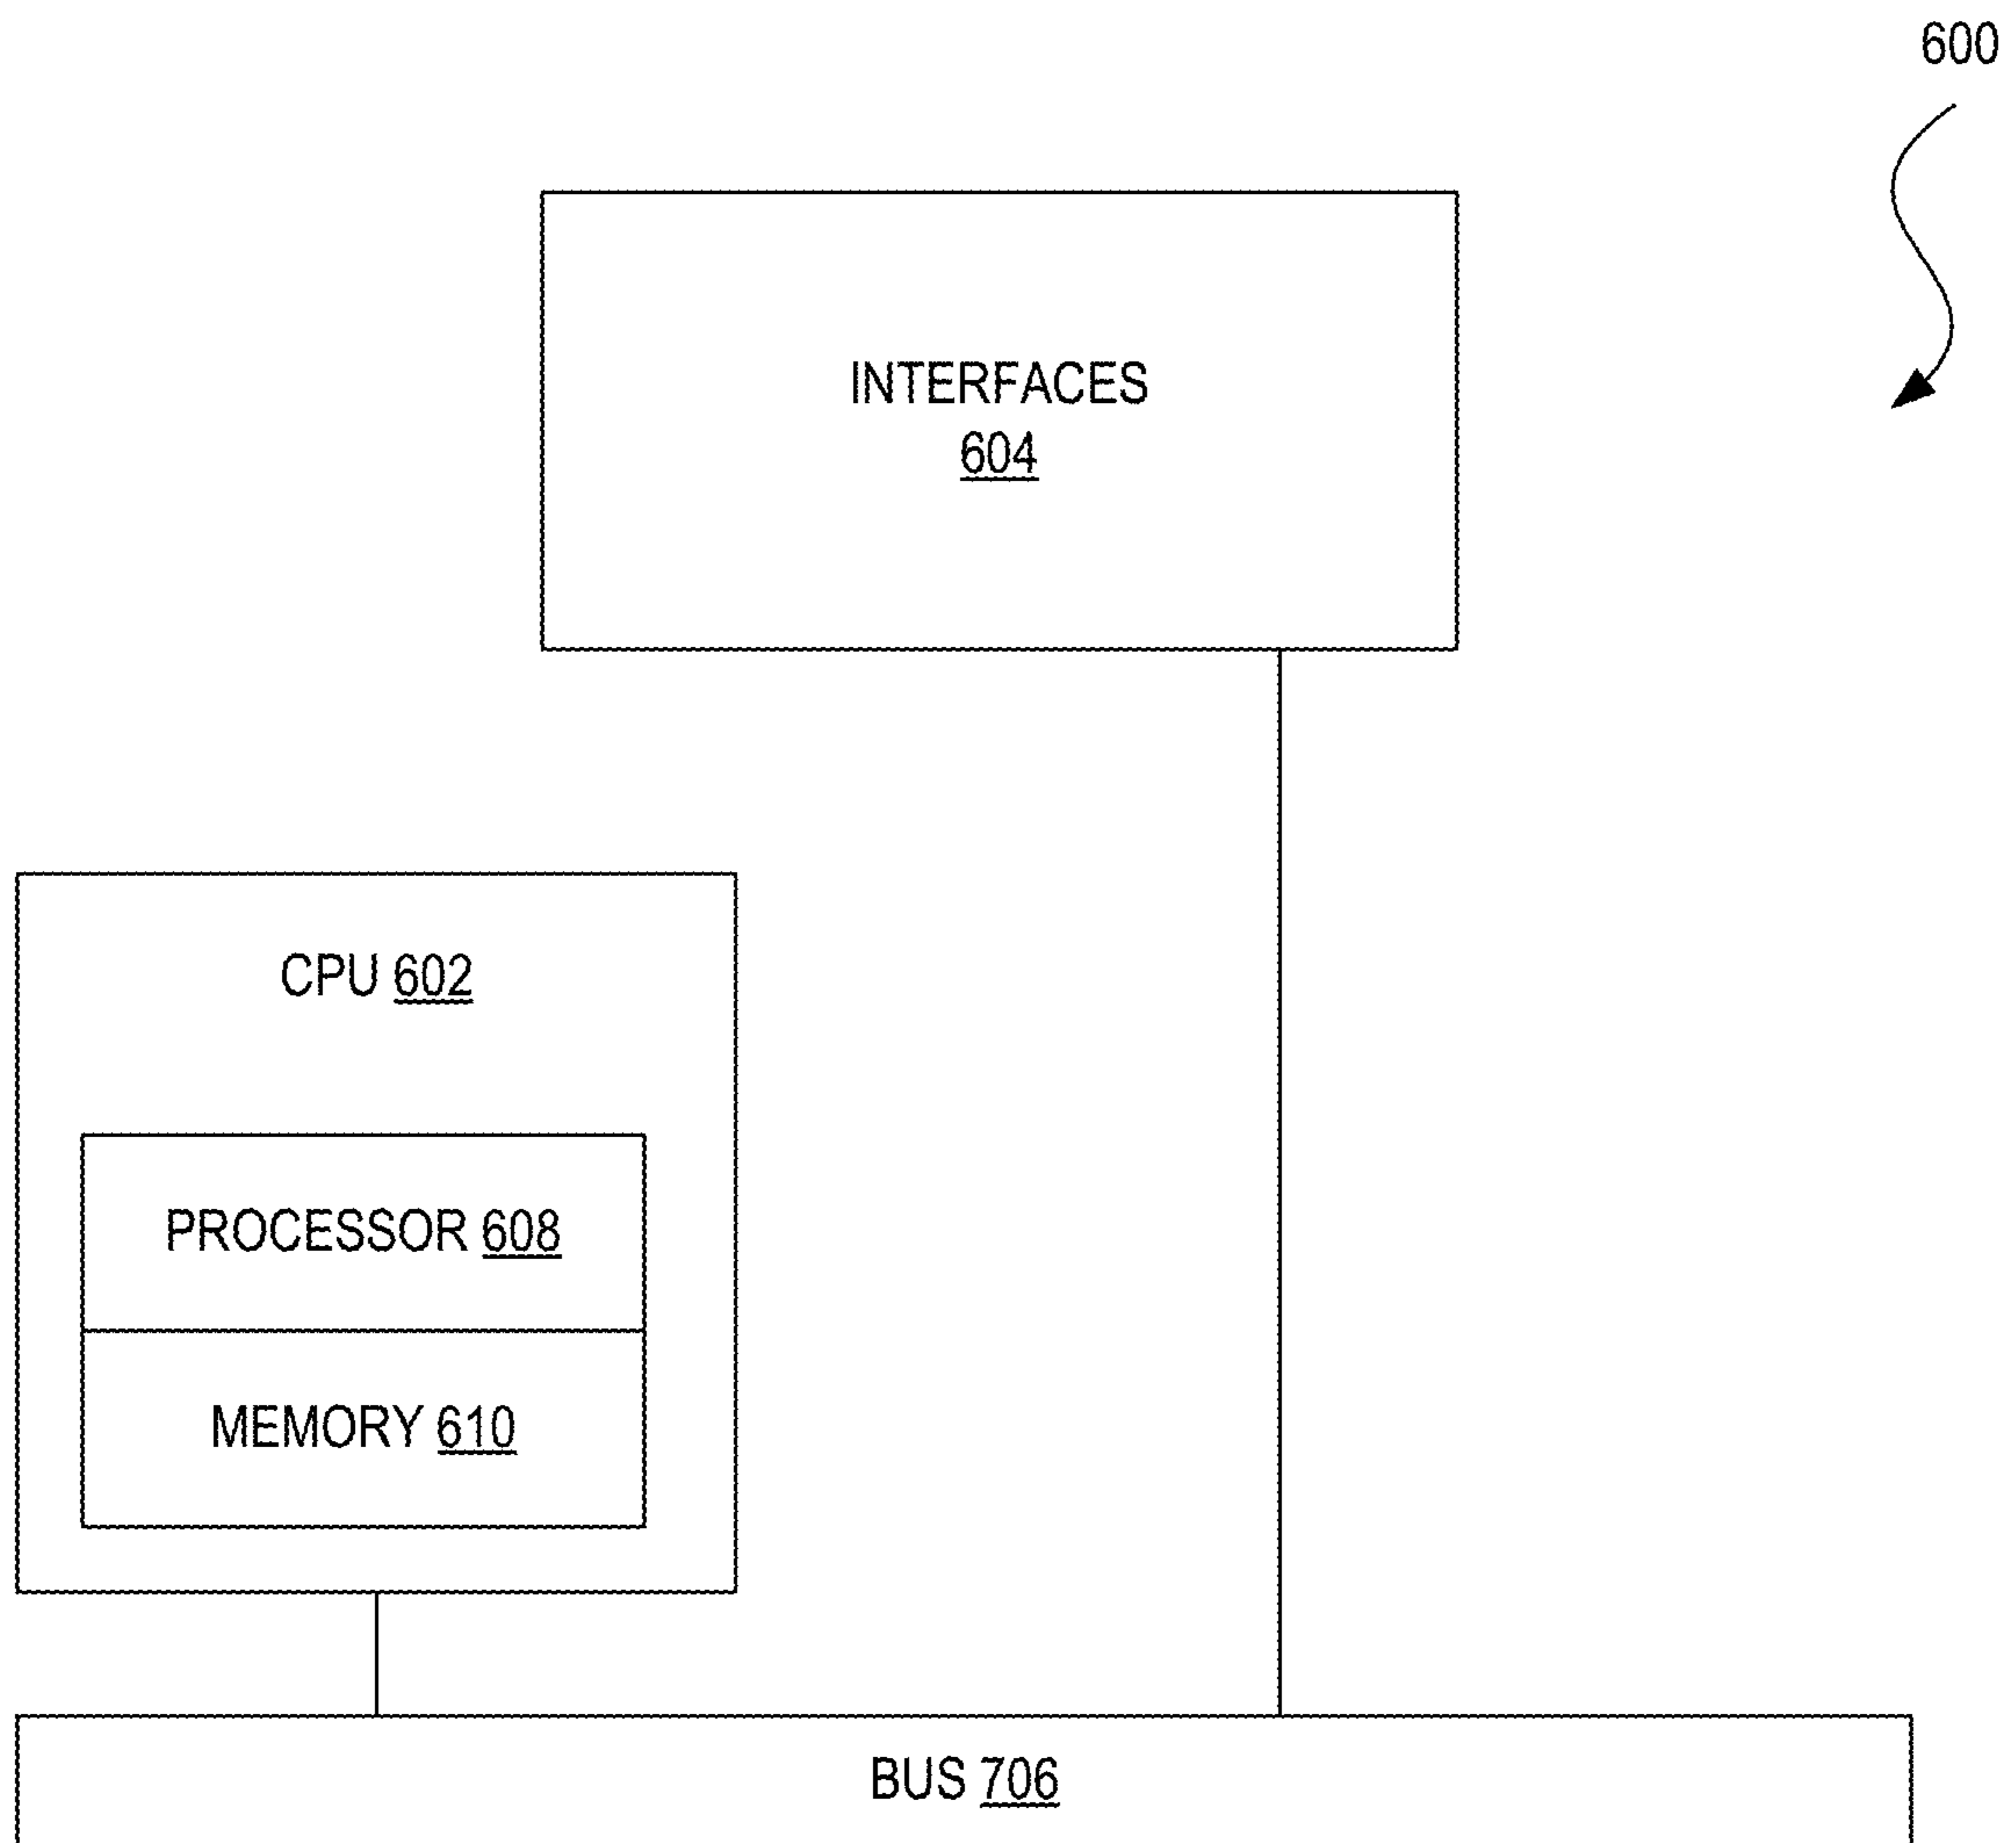 600
INTERFACES
604
CPU 602
PROCESSOR 608
MEMORY 610
BUS 706